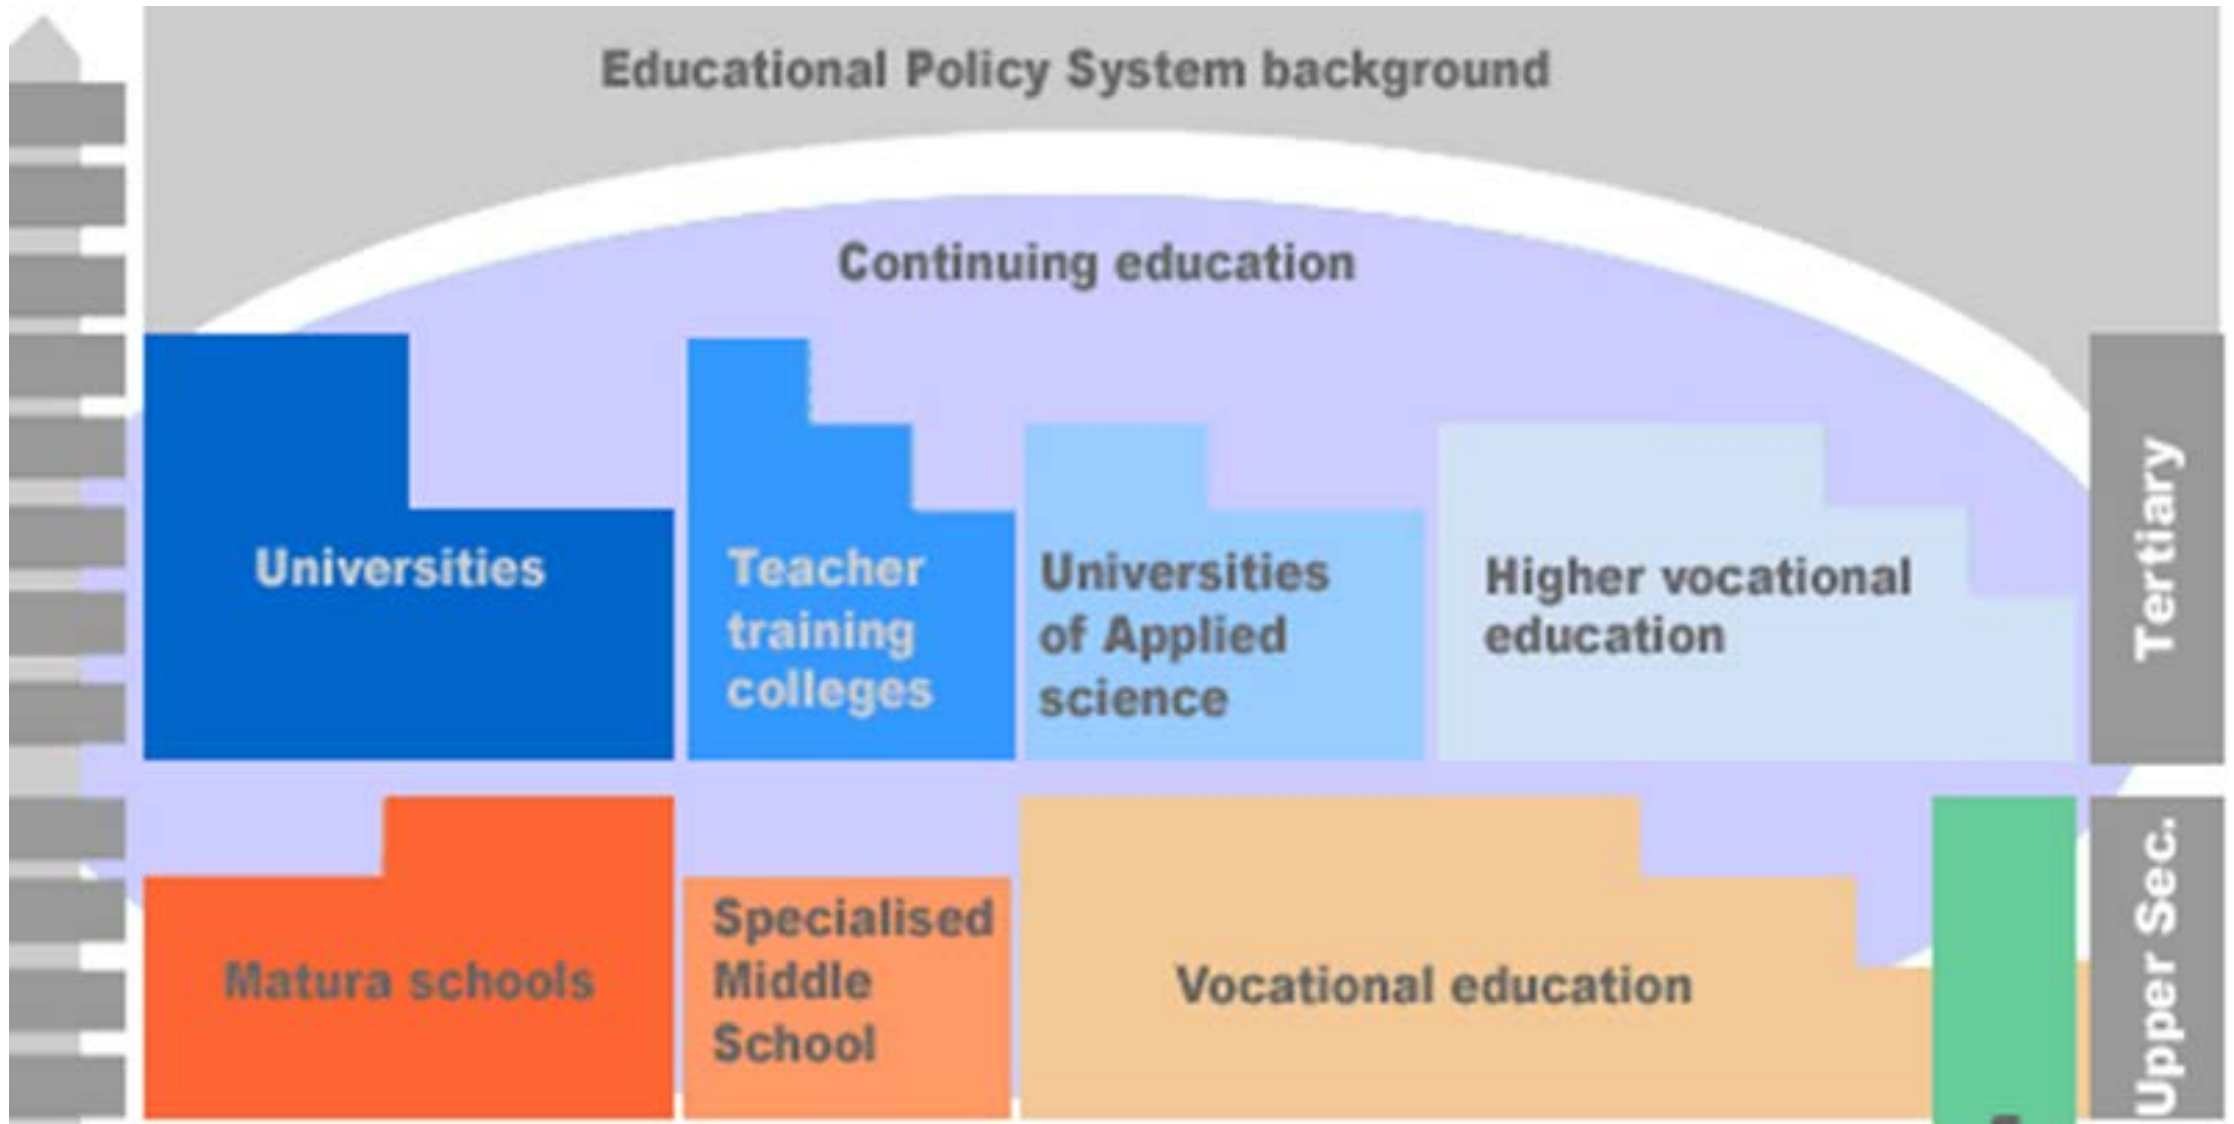 Educational Policy System background
Continuing education
Universities
Teacher
training
colleges
Universities
of Applied
science
Higher vocational
education
Tertiary
Matura schools
Specialised
Middle
School
Vocational education
Upper Sec.